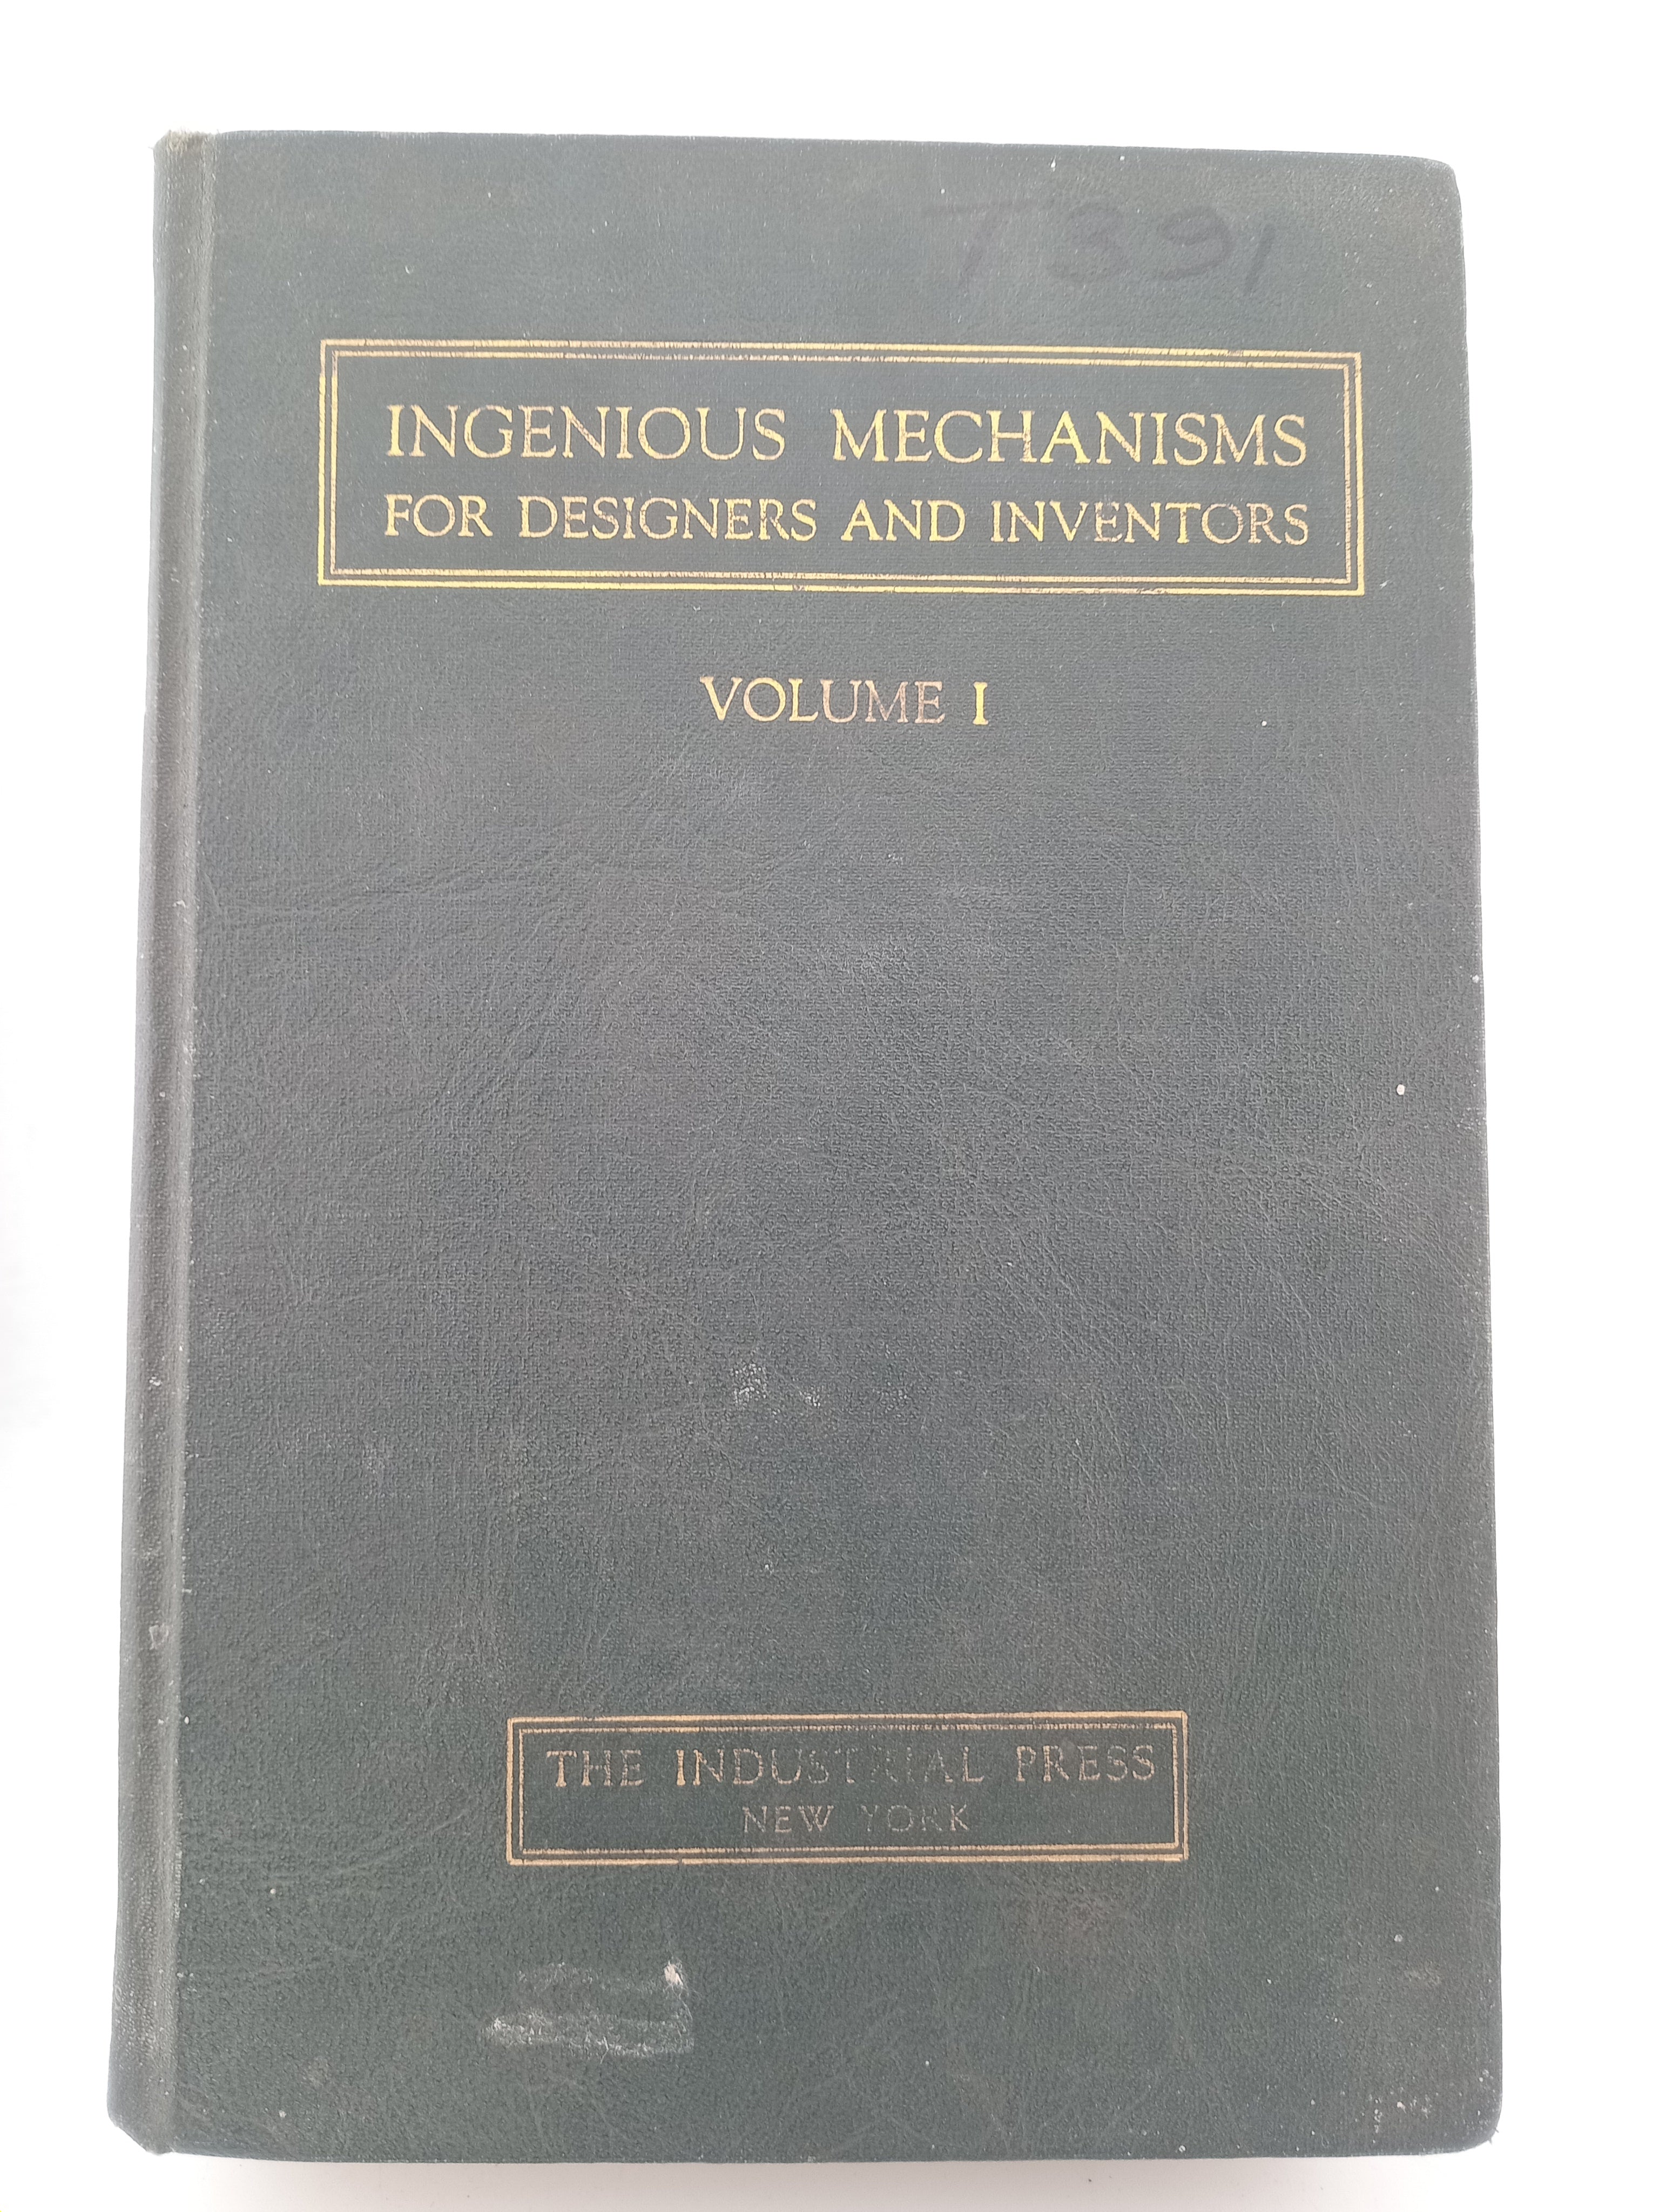 T391
INGENIOUS MECHANISMS
FOR DESIGNERS AND INVENTORS
VOLUME I
THE INDUSTRIAL PRESS
NEW YORK